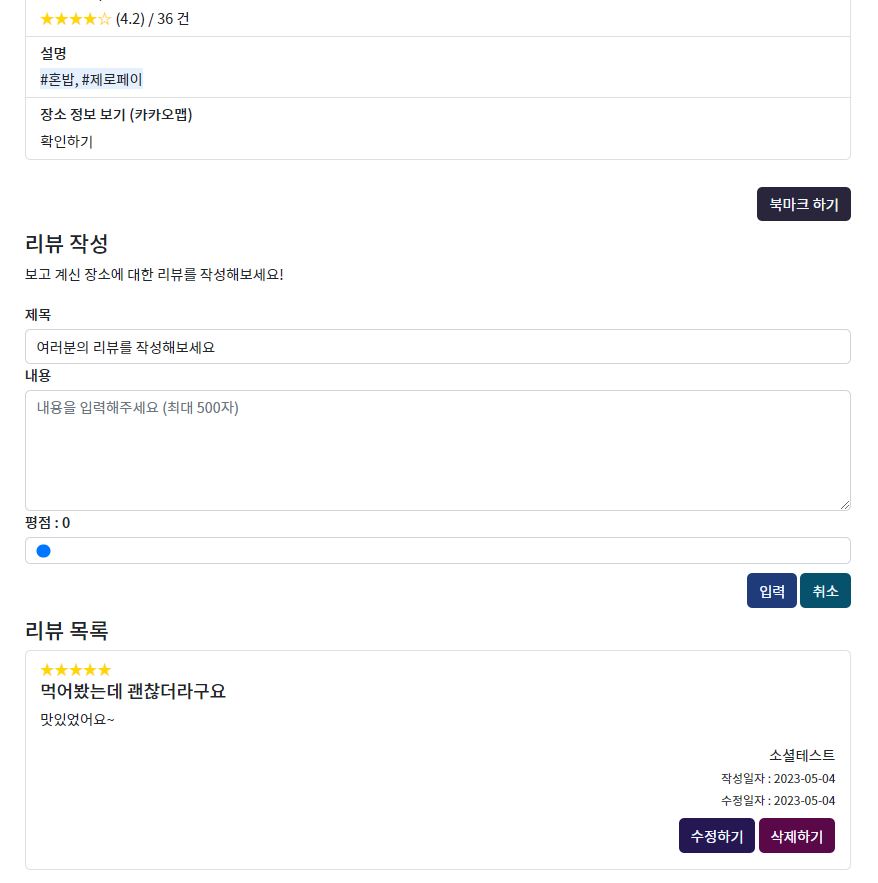 ★★★★☆ (4.2) / 36 건
설명
#혼밥, #제로페이
장소 정보 보기 (카카오맵)
확인하기
북마크 하기
리뷰 작성
보고 계신 장소에 대한 리뷰를 작성해보세요!
제목
여러분의 리뷰를 작성해보세요
내용
내용을 입력해주세요 (최대 500자)
평점 : 0
입력 취소
리뷰 목록
★★★★★
먹어봤는데 괜찮더라구요
맛있었어요~
소셜테스트
작성일자 : 2023-05-04
수정일자 : 2023-05-04
수정하기 삭제하기